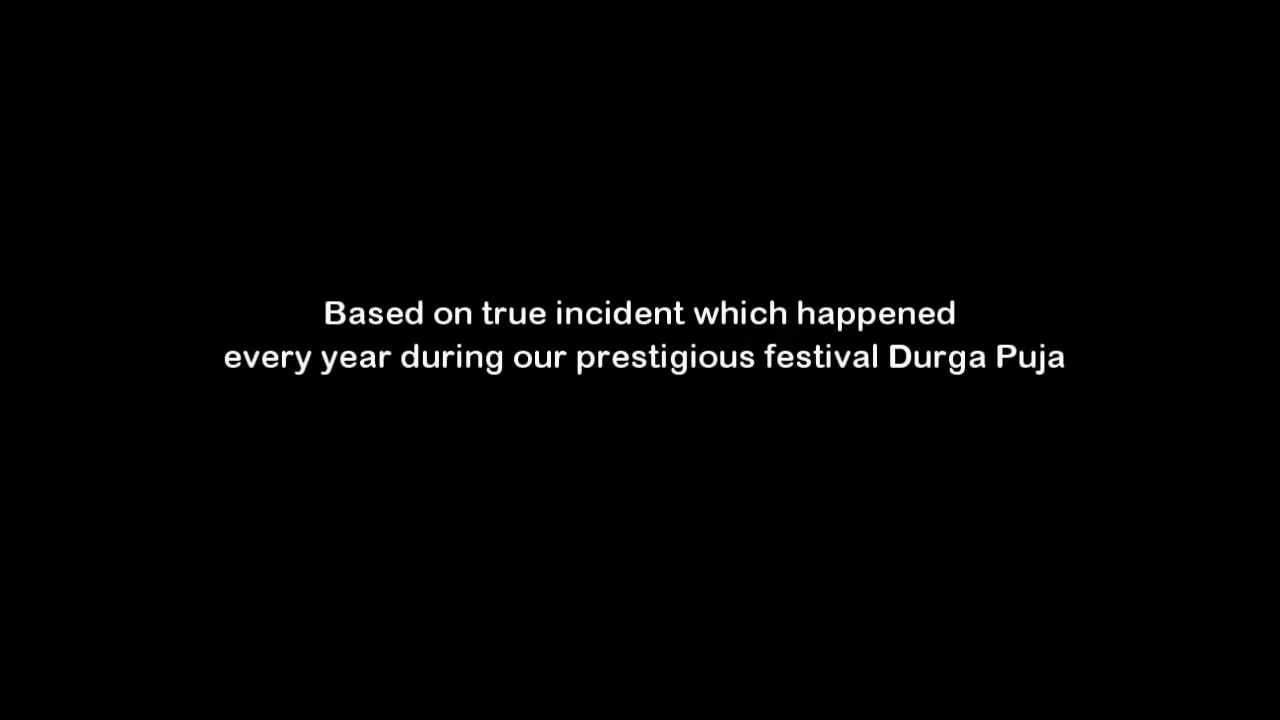 Based on true incident which happened
every year during our prestigious festival Durga Puja